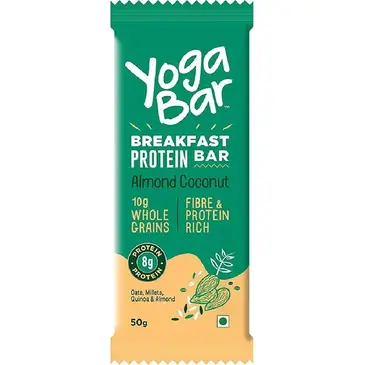 Yoga
Bar™
BREAKFAST
PROTEIN BAR
Almond Coconut
10g
WHOLE
GRAINS
FIBRE &
PROTEIN
RICH
PROTEIN
8g
PROTEIN
Oats, Millets,
Quinoa & Almond
50g